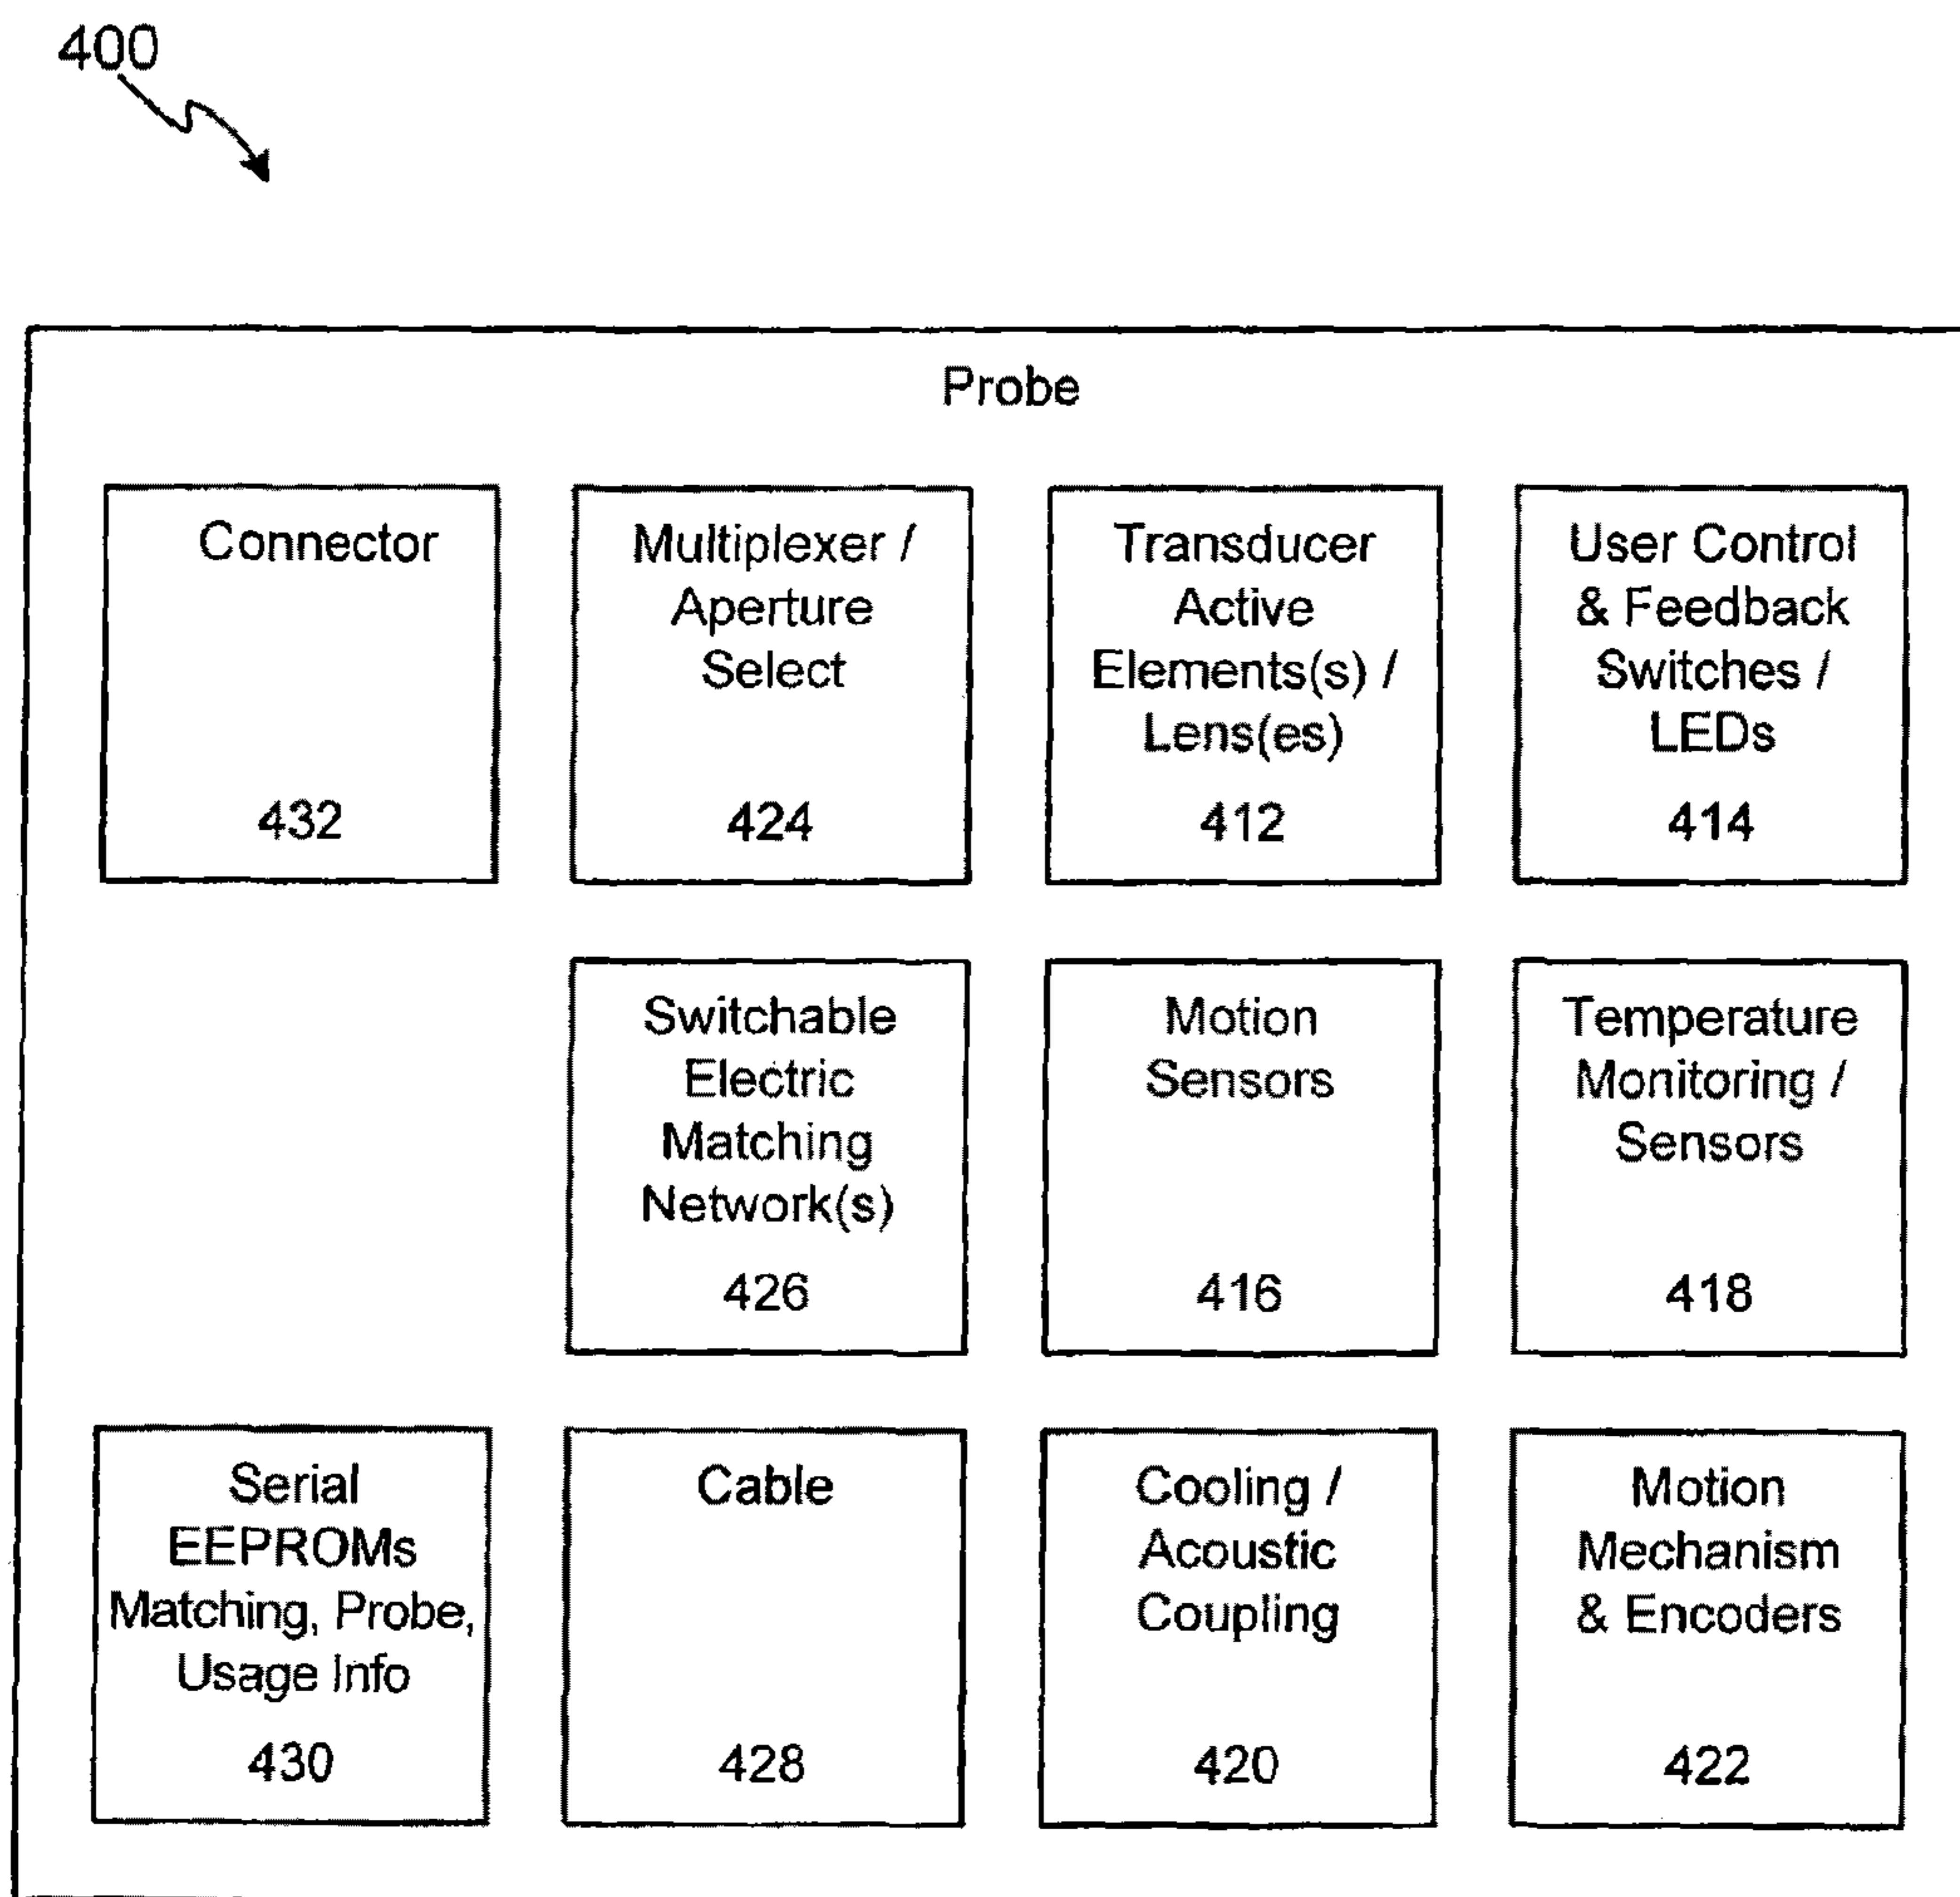 400
Probe
Connector
432
Multiplexer /
Aperture
Select
424
Transducer
Active
Elements(s) /
Lens(es)
412
User Control
& Feedback
Switches /
LEDs
414
Switchable
Electric
Matching
Network(s)
426
Motion
Sensors
416
Temperature
Monitoring /
Sensors
418
Serial
EEPROMs
Matching, Probe,
Usage Info
430
Cable
428
Cooling /
Acoustic
Coupling
420
Motion
Mechanism
& Encoders
422